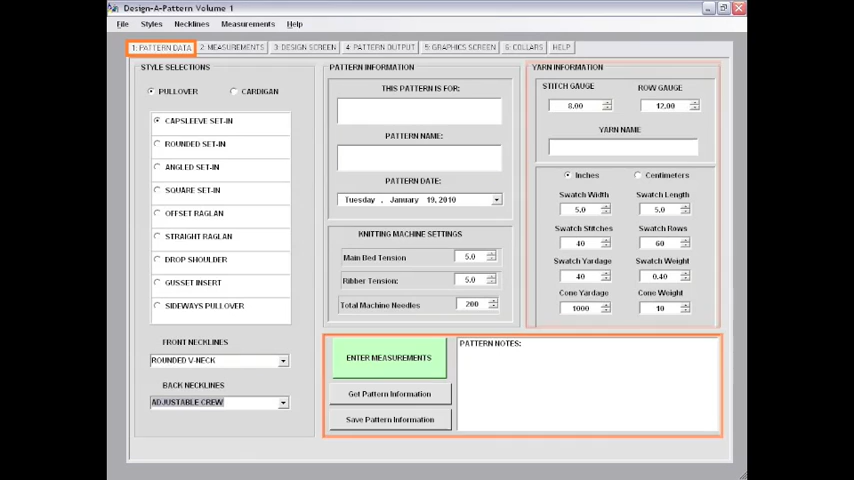 Design-A-Pattern Volume 1
File Styles Necklines Measurements Help
1: PATTERN DATA 2: MEASUREMENTS 3: DESIGN SCREEN 4: PATTERN OUTPUT 5: GRAPHICS SCREEN 6: COLLARS HELP
STYLE SELECTIONS
PULLOVER CARDIGAN
CAPSLEEVE SET-IN
ROUNDED SET-IN
ANGLED SET-IN
SQUARE SET-IN
OFFSET RAGLAN
STRAIGHT RAGLAN
DROP SHOULDER
GUSSET INSERT
SIDEWAYS PULLOVER
FRONT NECKLINES
ROUNDED V-NECK
BACK NECKLINES
ADJUSTABLE CREW
PATTERN INFORMATION
THIS PATTERN IS FOR:
PATTERN NAME:
PATTERN DATE:
Tuesday , January 19, 2010
KNITTING MACHINE SETTINGS
Main Bed Tension 5.0
Ribber Tension: 5.0
Total Machine Needles 200
YARN INFORMATION
STITCH GAUGE ROW GAUGE
8.00 12.00
YARN NAME
Inches Centimeters
Swatch Width Swatch Length
5.0 5.0
Swatch Stitches Swatch Rows
40 60
Swatch Yardage Swatch Weight
40 0.40
Cone Yardage Cone Weight
1000 10
ENTER MEASUREMENTS
Get Pattern Information
Save Pattern Information
PATTERN NOTES: